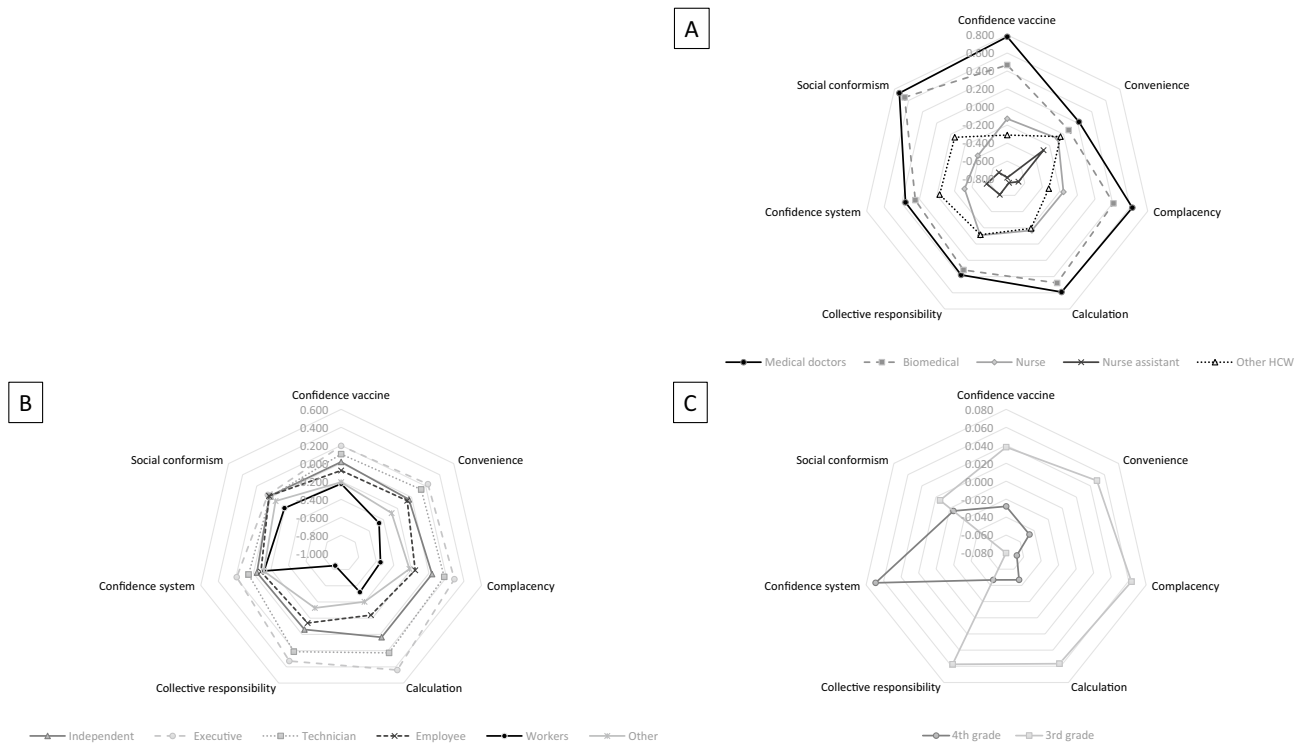 A
Confidence vaccine
0.800
0.600
0.400
0.200
0.000
-0.200
-0.400
-0.600
-0.800
Social conformism
Convenience
Confidence system
Complacency
Collective responsibility
Calculation
Medical doctors Biomedical Nurse Nurse assistant Other HCW
B
Confidence vaccine
0.600
0.400
0.200
0.000
-0.200
-0.400
-0.600
-0.800
-1.000
Social conformism
Convenience
Confidence system
Complacency
Collective responsibility
Calculation
Independent Executive Technician Employee Workers Other
C
Confidence vaccine
0.080
0.060
0.040
0.020
0.000
-0.020
-0.040
-0.060
-0.080
Social conformism
Convenience
Confidence system
Complacency
Collective responsibility
Calculation
4th grade 3rd grade